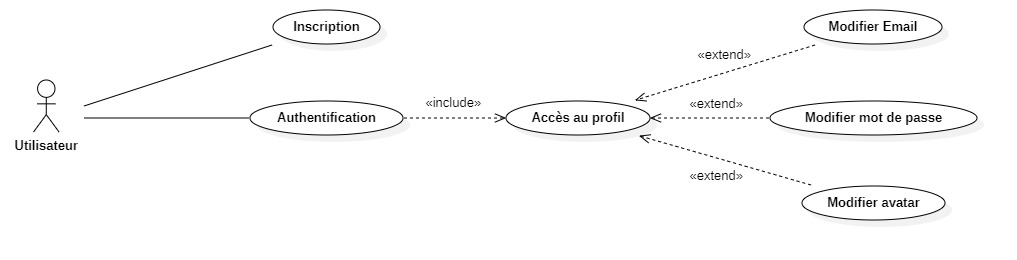 Inscription
Modifier Email
«extend»
Utilisateur
Authentification
«include»
Accès au profil
«extend»
Modifier mot de passe
«extend»
Modifier avatar